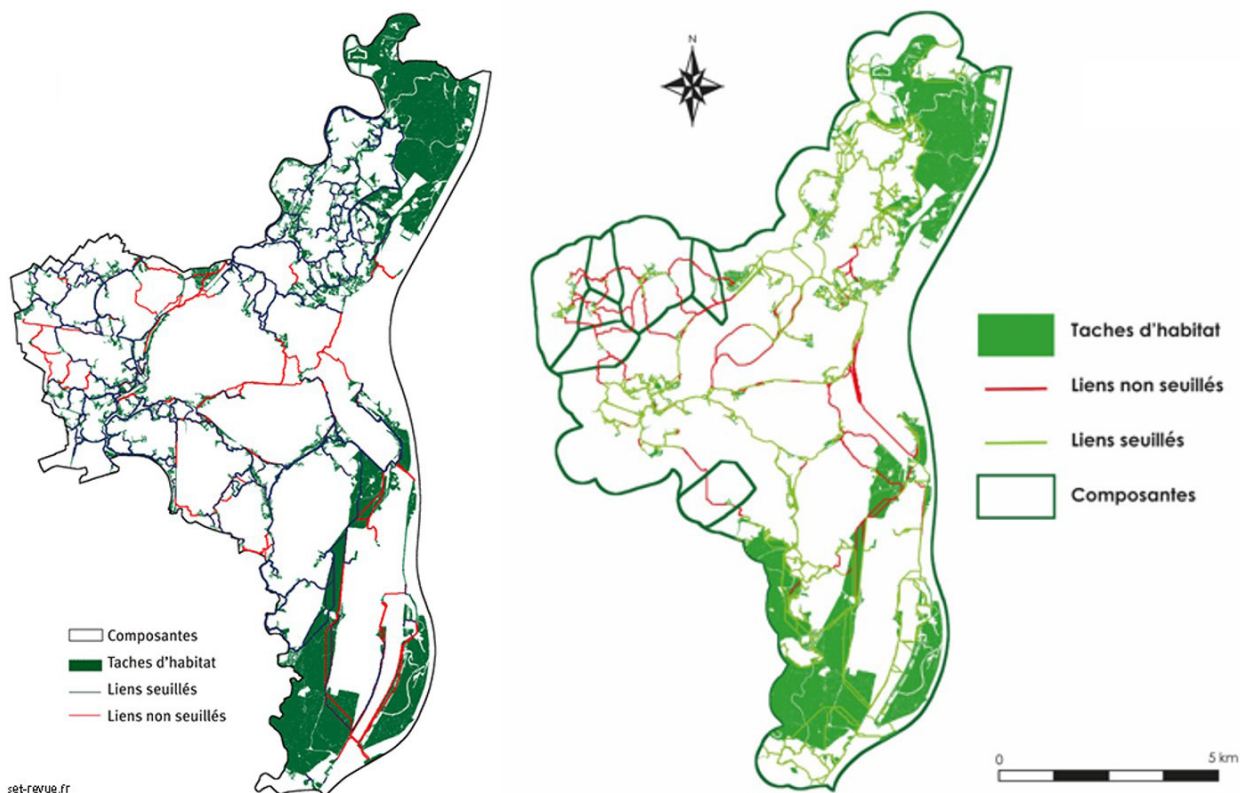 N
Taches d'habitat
Liens non seuillés
Liens seuillés
Composantes
Composantes
Taches d'habitat
Liens seuillés
Liens non seuillés
0 5 km
set-revue.fr